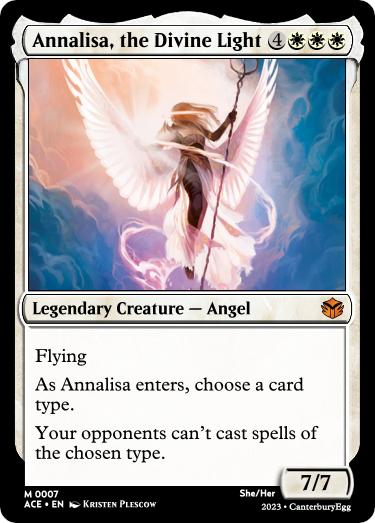 Annalisa, the Divine Light 4
Legendary Creature — Angel
Flying
As Annalisa enters, choose a card
type.
Your opponents can't cast spells of
the chosen type.
7/7
M 0007
ACE • EN Kristen Plescow
She/Her
2023 • CanterburyEgg